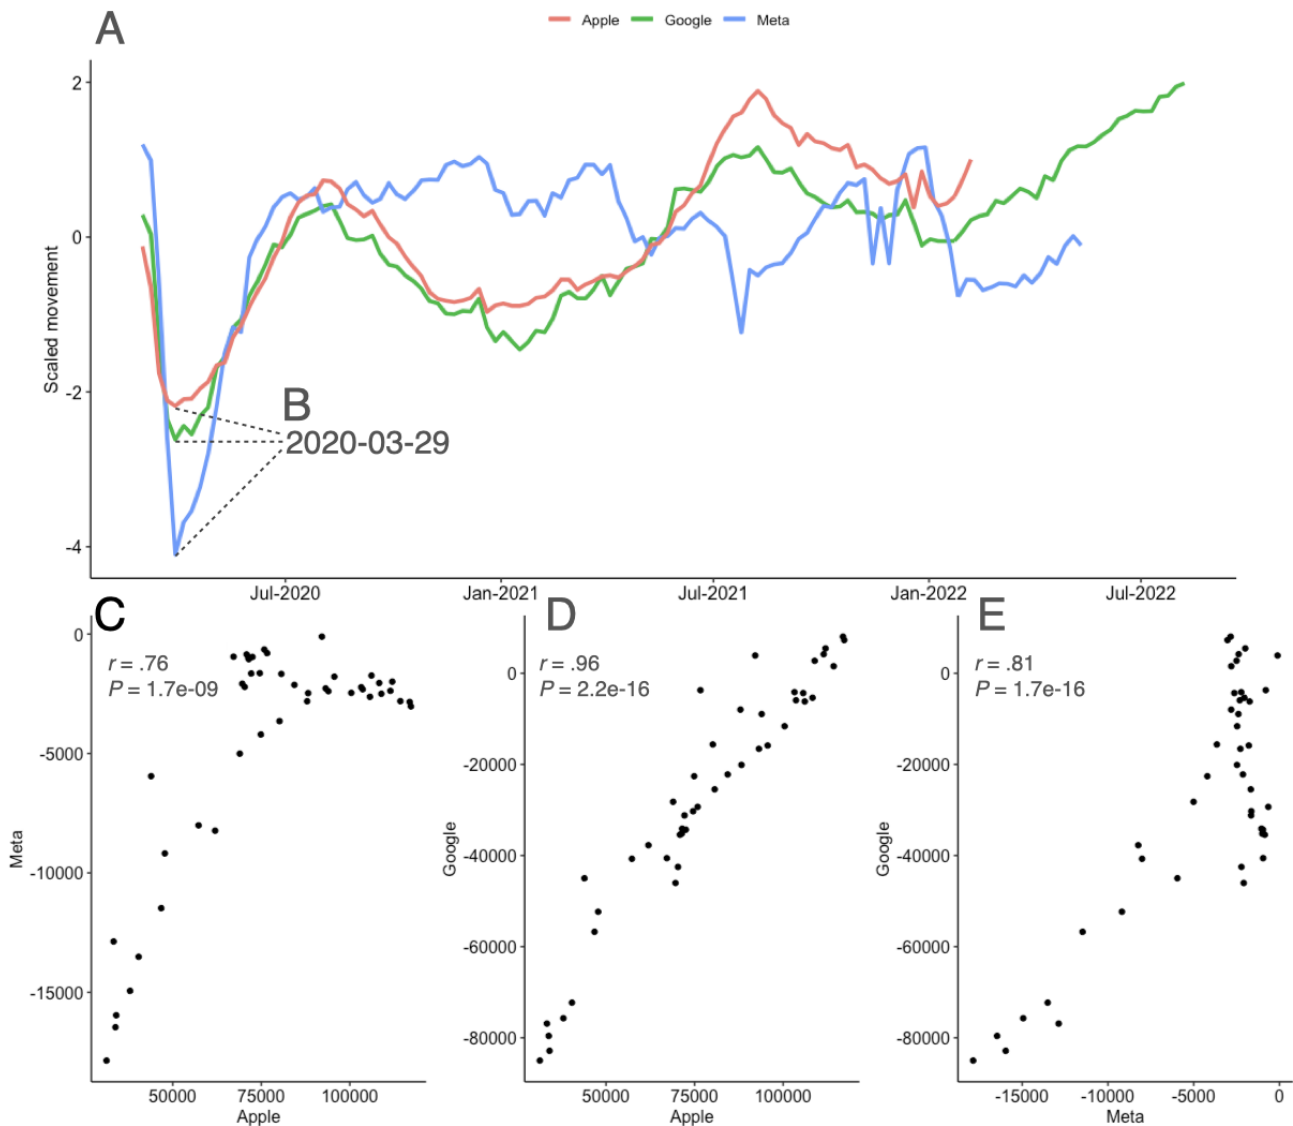 A
Apple Google Meta
Scaled movement
2
0
-2
-4
B
2020-03-29
Jul-2020 Jan-2021 Jul-2021 Jan-2022 Jul-2022
C
r = .76
P = 1.7e-09
Meta
0
-5000
-10000
-15000
50000 75000 100000
Apple
D
r = .96
P = 2.2e-16
Google
0
-20000
-40000
-60000
-80000
50000 75000 100000
Apple
E
r = .81
P = 1.7e-16
Google
0
-20000
-40000
-60000
-80000
-15000 -10000 -5000 0
Meta